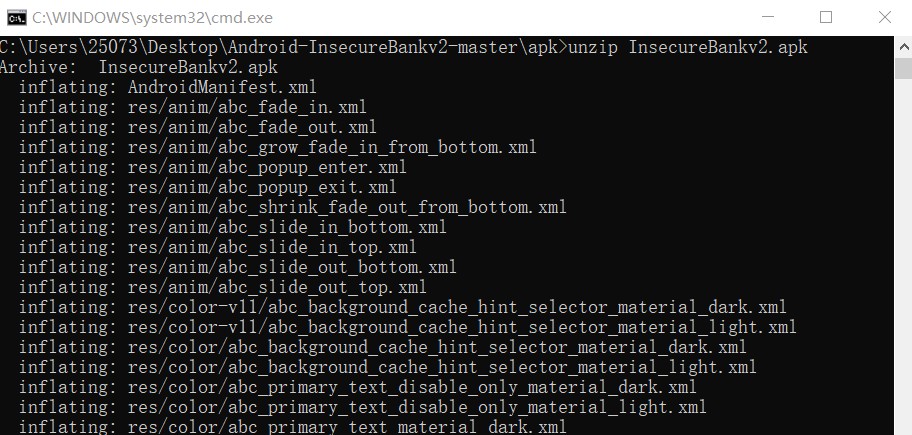 C:\WINDOWS\system32\cmd.exe
C:\Users\25073\Desktop\Android-InsecureBankv2-master\apk>unzip InsecureBankv2.apk
Archive:  InsecureBankv2.apk
  inflating: AndroidManifest.xml
  inflating: res/anim/abc_fade_in.xml
  inflating: res/anim/abc_fade_out.xml
  inflating: res/anim/abc_grow_fade_in_from_bottom.xml
  inflating: res/anim/abc_popup_enter.xml
  inflating: res/anim/abc_popup_exit.xml
  inflating: res/anim/abc_shrink_fade_out_from_bottom.xml
  inflating: res/anim/abc_slide_in_bottom.xml
  inflating: res/anim/abc_slide_in_top.xml
  inflating: res/anim/abc_slide_out_bottom.xml
  inflating: res/anim/abc_slide_out_top.xml
  inflating: res/color-v11/abc_background_cache_hint_selector_material_dark.xml
  inflating: res/color-v11/abc_background_cache_hint_selector_material_light.xml
  inflating: res/color/abc_background_cache_hint_selector_material_dark.xml
  inflating: res/color/abc_background_cache_hint_selector_material_light.xml
  inflating: res/color/abc_primary_text_disable_only_material_dark.xml
  inflating: res/color/abc_primary_text_disable_only_material_light.xml
  inflating: res/color/abc_primary_text_material_dark.xml